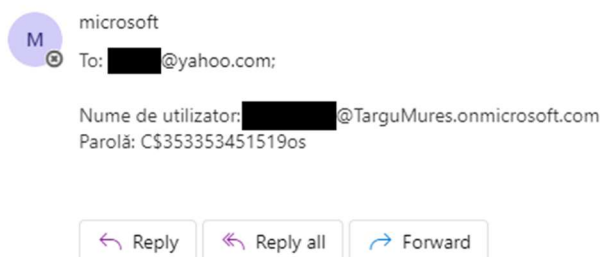 M
microsoft
To: @yahoo.com;
Nume de utilizator: @TarguMures.onmicrosoft.com
Parolă: C$353353451519os
Reply
Reply all
Forward